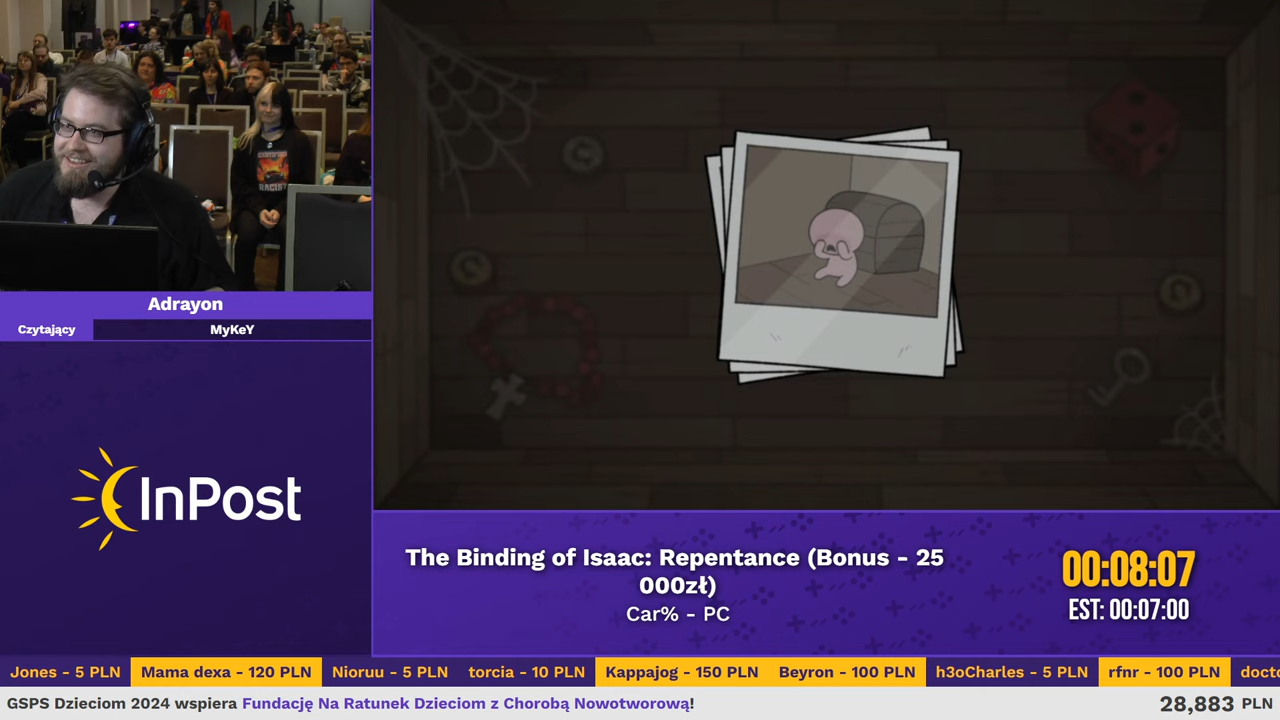 Adrayon
Czytający
MyKeY
InPost
The Binding of Isaac: Repentance (Bonus - 25
000zł)
Car% - PC
00:08:07
EST: 00:07:00
Jones - 5 PLN Mama dexa - 120 PLN Nioruu - 5 PLN torcia - 10 PLN Kappajog - 150 PLN Beyron - 100 PLN h3oCharles - 5 PLN rfnr - 100 PLN
GSPS Dzieciom 2024 wspiera Fundację Na Ratunek Dzieciom z Chorobą Nowotworową!
28,883 PLN